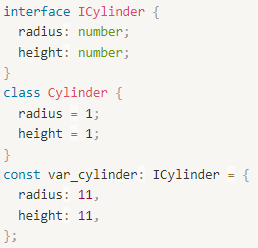 interface ICylinder {
  radius: number;
  height: number;
}
class Cylinder {
  radius = 1;
  height = 1;
}
const var_cylinder: ICylinder = {
  radius: 11,
  height: 11,
};